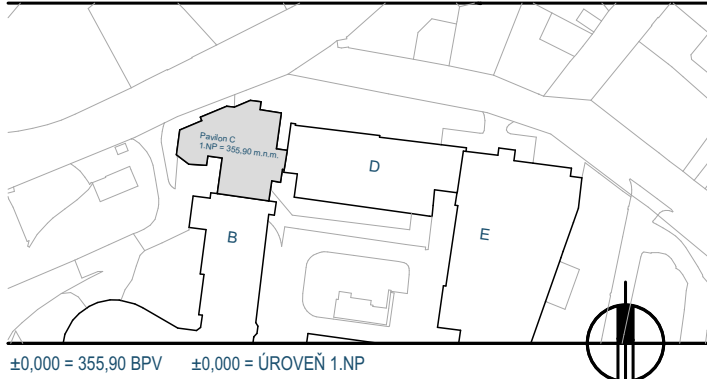 Pavilon C
1.NP = 355,90 m.n.m.
D
B
E
±0,000 = 355,90 BPV ±0,000 = ÚROVEŇ 1.NP